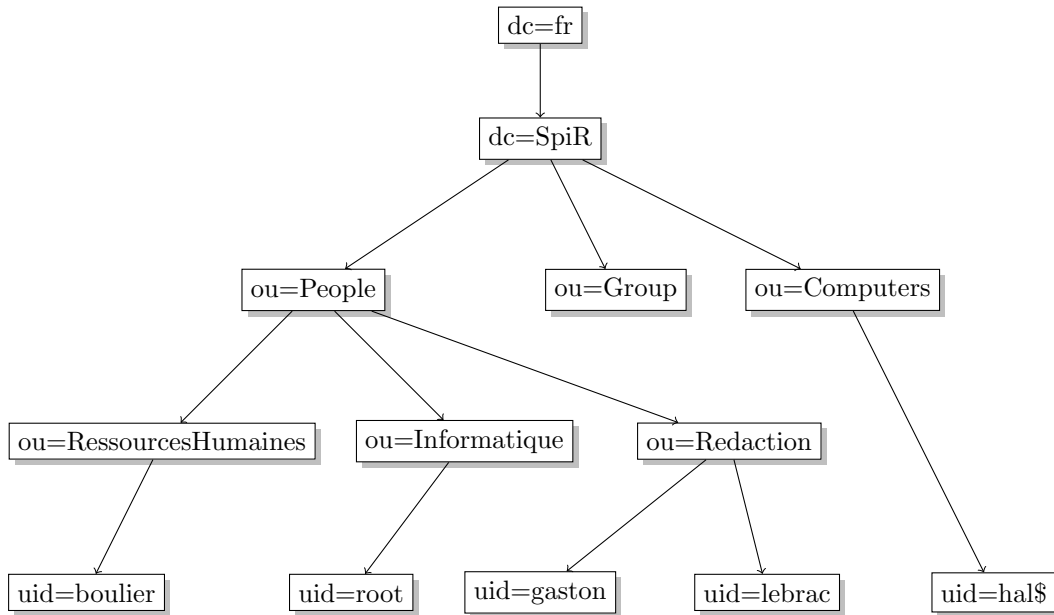 dc=fr
dc=SpiR
ou=People
ou=Group
ou=Computers
ou=RessourcesHumaines
ou=Informatique
ou=Redaction
uid=boulier
uid=root
uid=gaston
uid=lebrac
uid=hal$